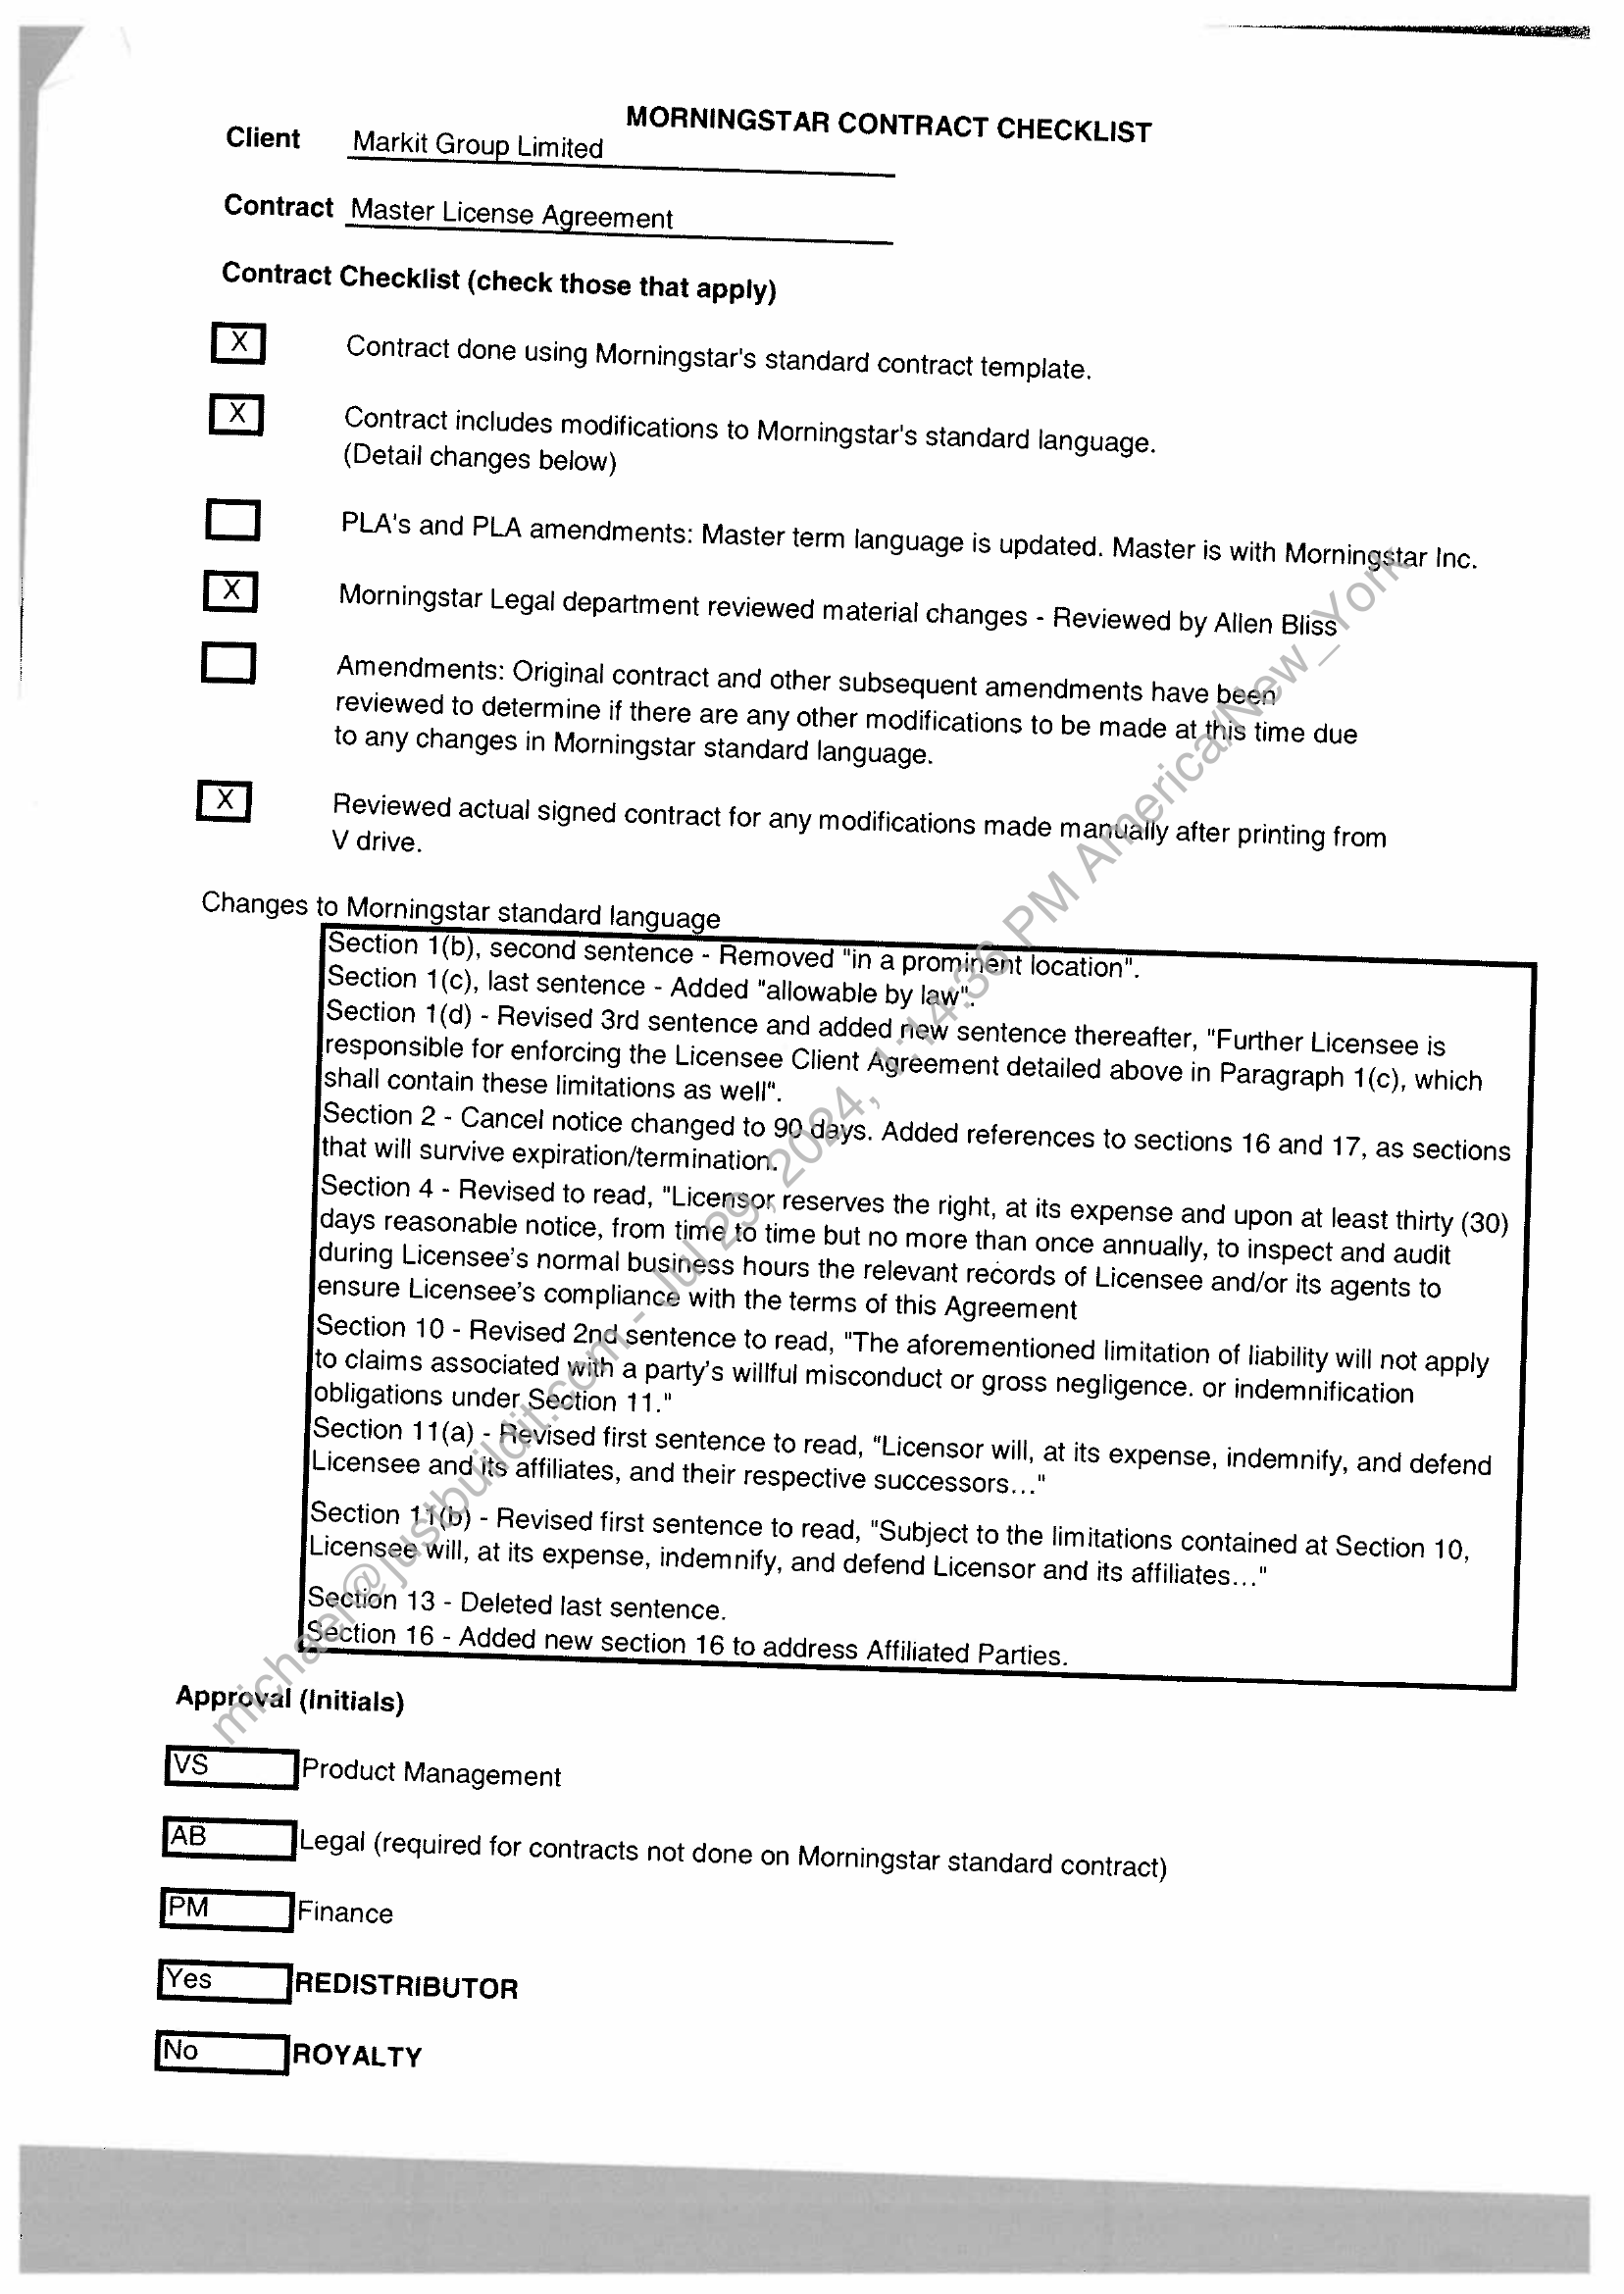 MORNINGSTAR CONTRACT CHECKLIST
Client Markit Group Limited
Contract Master License Agreement
Contract Checklist (check those that apply)
X Contract done using Morningstar's standard contract template.
X Contract includes modifications to Morningstar's standard language.
(Detail changes below)
PLA's and PLA amendments: Master term language is updated. Master is with Morningstar Inc.
X Morningstar Legal department reviewed material changes - Reviewed by Allen Bliss
Amendments: Original contract and other subsequent amendments have been
reviewed to determine if there are any other modifications to be made at this time due
to any changes in Morningstar standard language.
X Reviewed actual signed contract for any modifications made manually after printing from
V drive.
Changes to Morningstar standard language
Section 1(b), second sentence - Removed "in a prominent location".
Section 1(c), last sentence - Added "allowable by law".
Section 1(d) - Revised 3rd sentence and added new sentence thereafter, "Further Licensee is
responsible for enforcing the Licensee Client Agreement detailed above in Paragraph 1(c), which
shall contain these limitations as well".
Section 2 - Cancel notice changed to 90 days. Added references to sections 16 and 17, as sections
that will survive expiration/termination.
Section 4 - Revised to read, "Licensor reserves the right, at its expense and upon at least thirty (30)
days reasonable notice, from time to time but no more than once annually, to inspect and audit
during Licensee's normal business hours the relevant records of Licensee and/or its agents to
ensure Licensee's compliance with the terms of this Agreement
Section 10 - Revised 2nd sentence to read, "The aforementioned limitation of liability will not apply
to claims associated with a party's willful misconduct or gross negligence. or indemnification
obligations under Section 11."
Section 11(a) - Revised first sentence to read, "Licensor will, at its expense, indemnify, and defend
Licensee and its affiliates, and their respective successors..."
Section 11(b) - Revised first sentence to read, "Subject to the limitations contained at Section 10,
Licensee will, at its expense, indemnify, and defend Licensor and its affiliates..."
Section 13 - Deleted last sentence.
Section 16 - Added new section 16 to address Affiliated Parties.
Approval (Initials)
VS Product Management
AB Legal (required for contracts not done on Morningstar standard contract)
PM Finance
Yes REDISTRIBUTOR
No ROYALTY
michael@justbuildit.com - Jul 29, 2024, 1:14:36 PM America/New_York